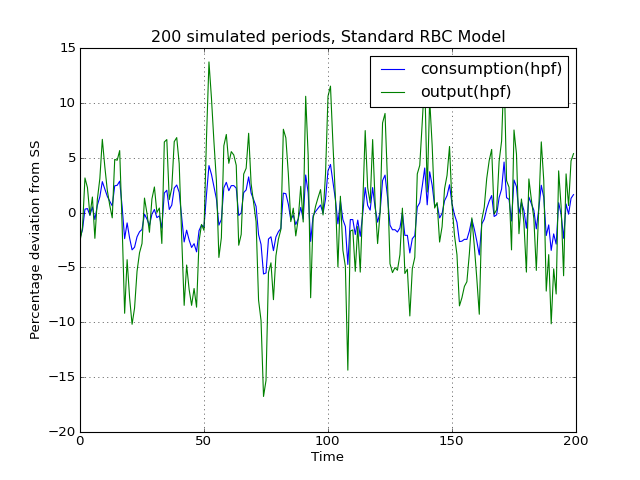 200 simulated periods, Standard RBC Model
15
10
5
0
−5
−10
−15
−20
Percentage deviation from SS
consumption(hpf)
output(hpf)
0
50
100
150
200
Time